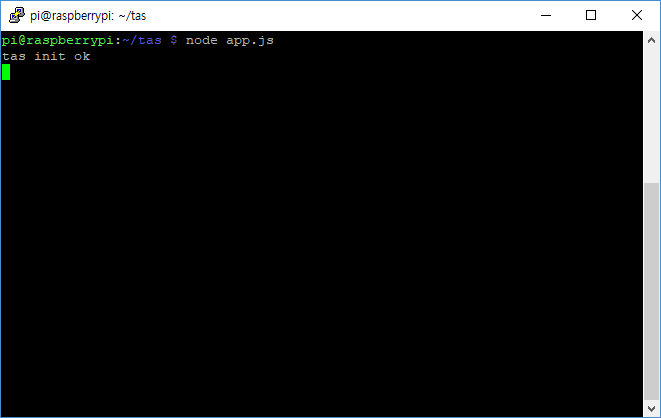 pi@raspberrypi: ~/tas
pi@raspberrypi:~/tas $ node app.js
tas init ok